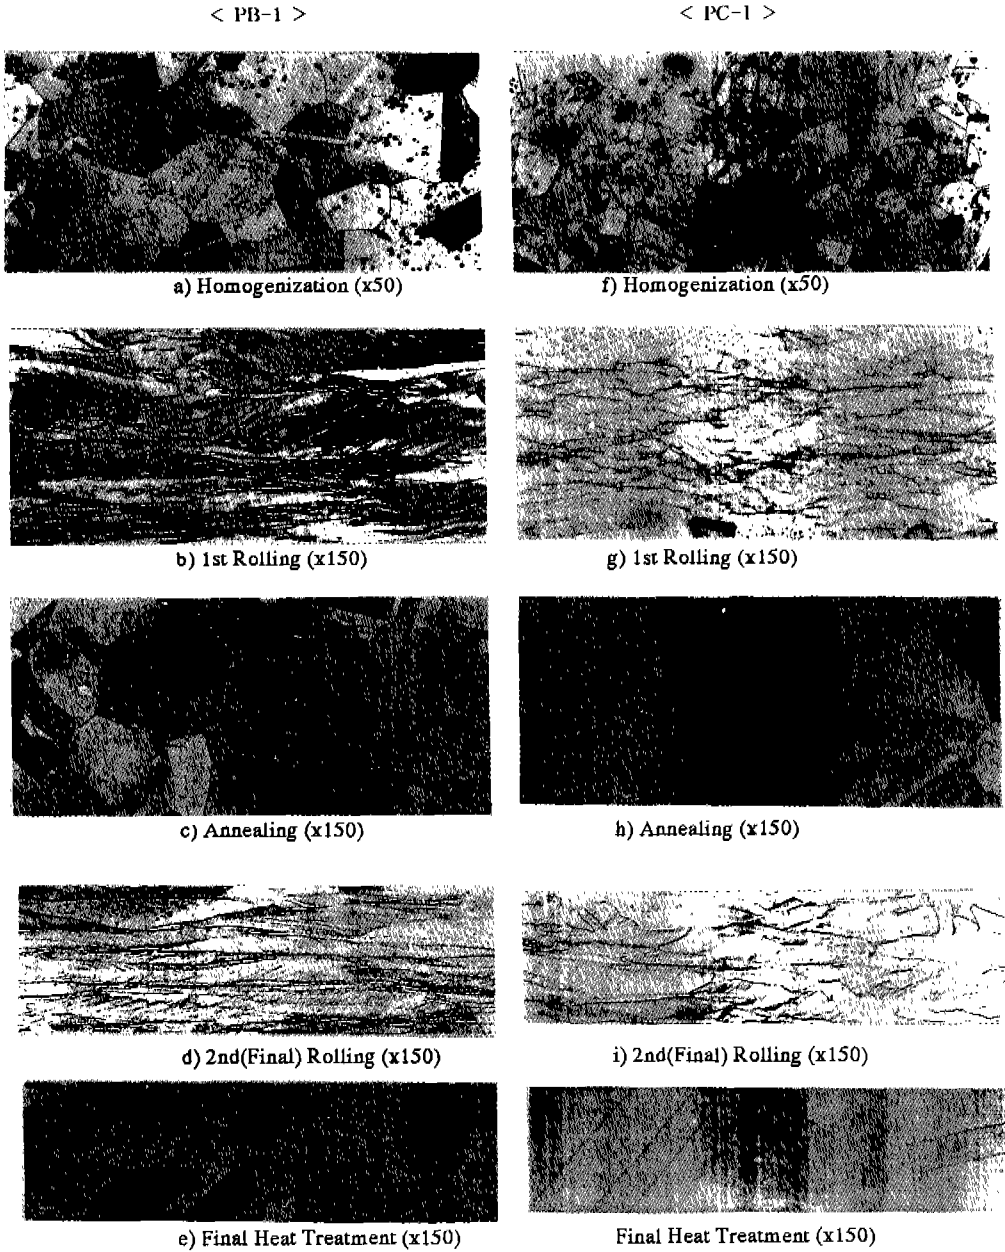 < PB-1 >
< PC-1 >
a) Homogenization (x50)
f) Homogenization (x50)
b) 1st Rolling (x150)
g) 1st Rolling (x150)
c) Annealing (x150)
h) Annealing (x150)
d) 2nd(Final) Rolling (x150)
i) 2nd(Final) Rolling (x150)
e) Final Heat Treatment (x150)
Final Heat Treatment (x150)